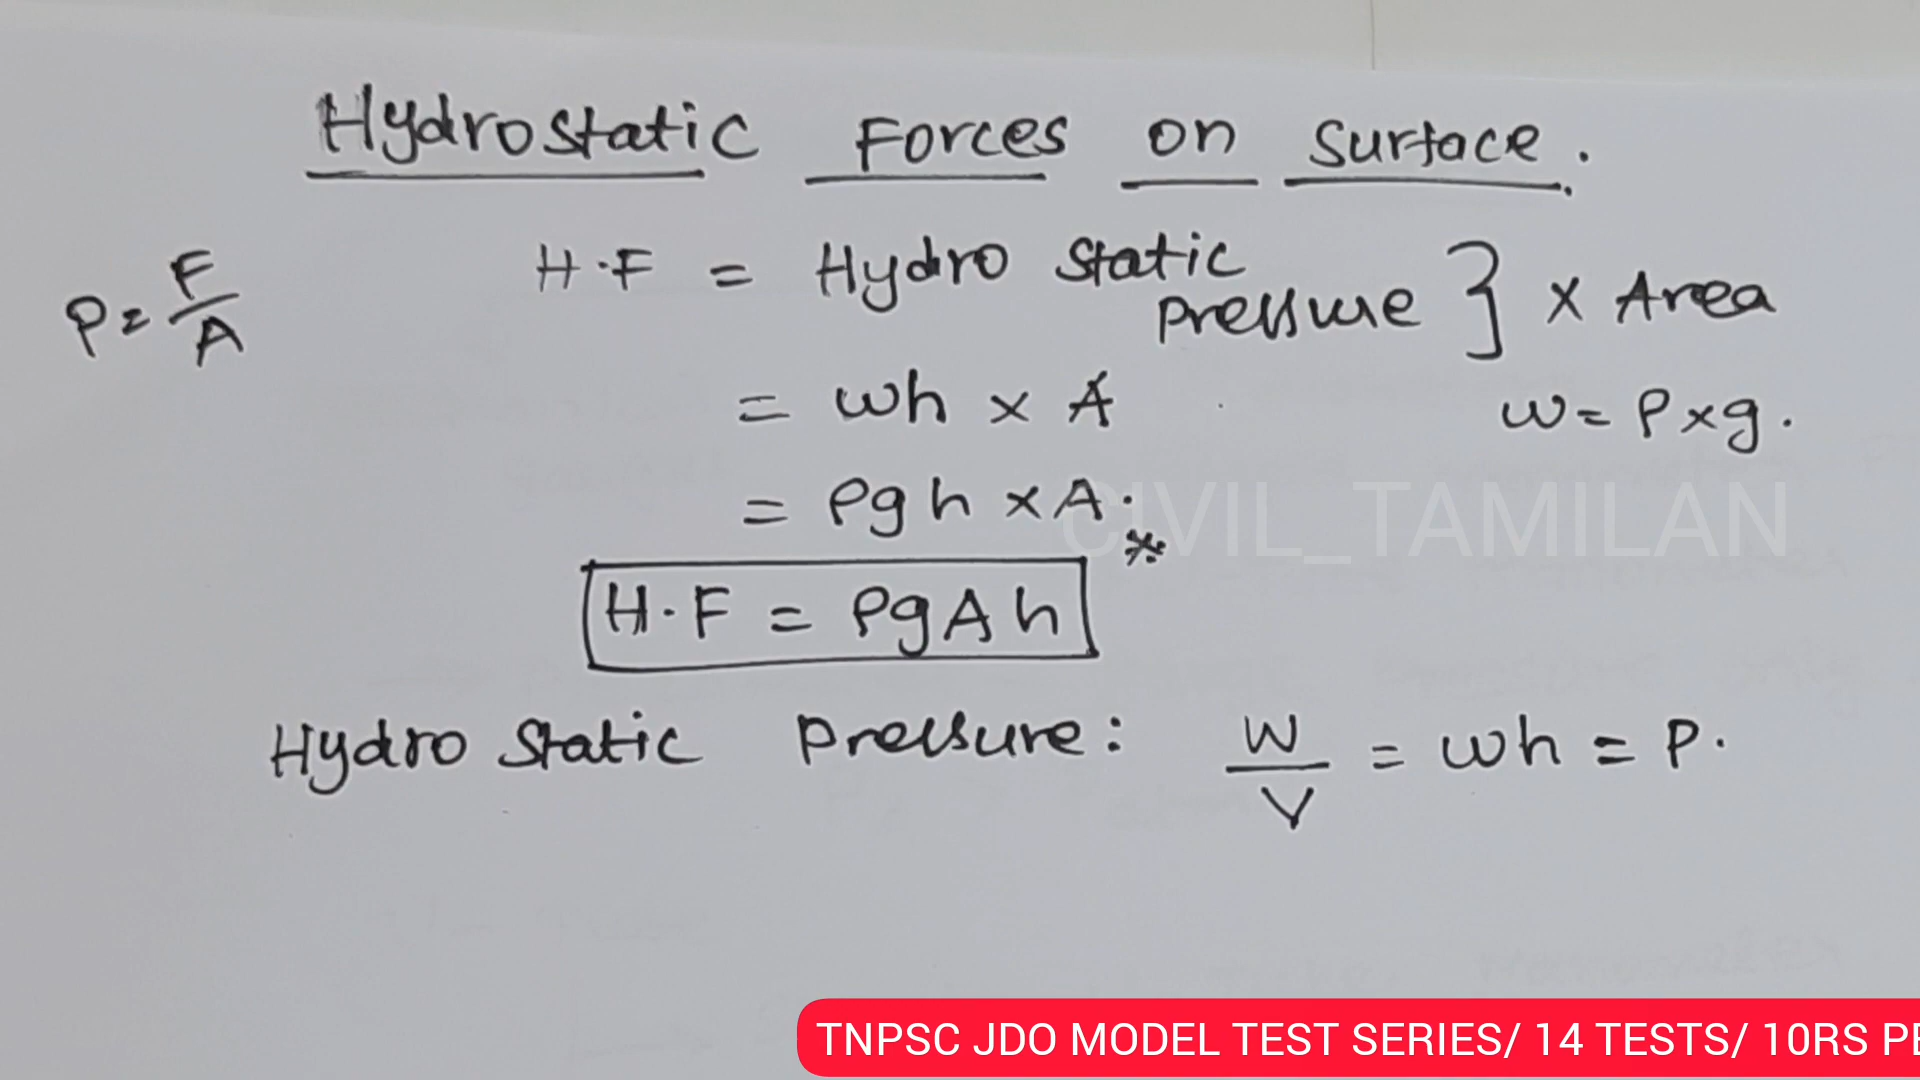 Hydrostatic Forces on Surface.
P = F/A
H.F = Hydro Static Pressure } × Area
= wh × A
w = ρ × g.
= ρgh × A.
CIVIL_TAMILAN
H.F = ρgAh
Hydro Static Pressure : W/V = wh = P.
TNPSC JDO MODEL TEST SERIES/ 14 TESTS/ 10RS PE